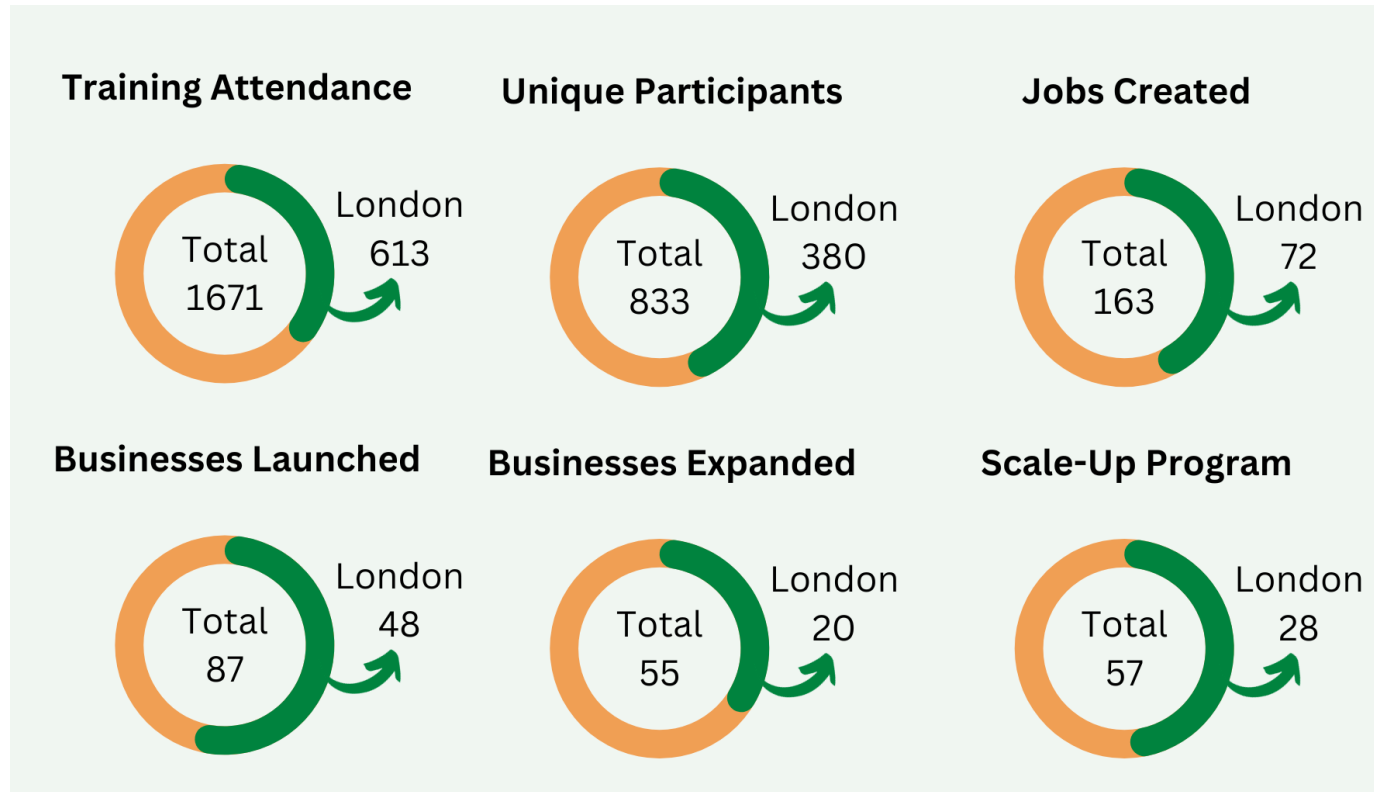 Training Attendance
Total
1671
London
613
Unique Participants
Total
833
London
380
Jobs Created
Total
163
London
72
Businesses Launched
Total
87
London
48
Businesses Expanded
Total
55
London
20
Scale-Up Program
Total
57
London
28